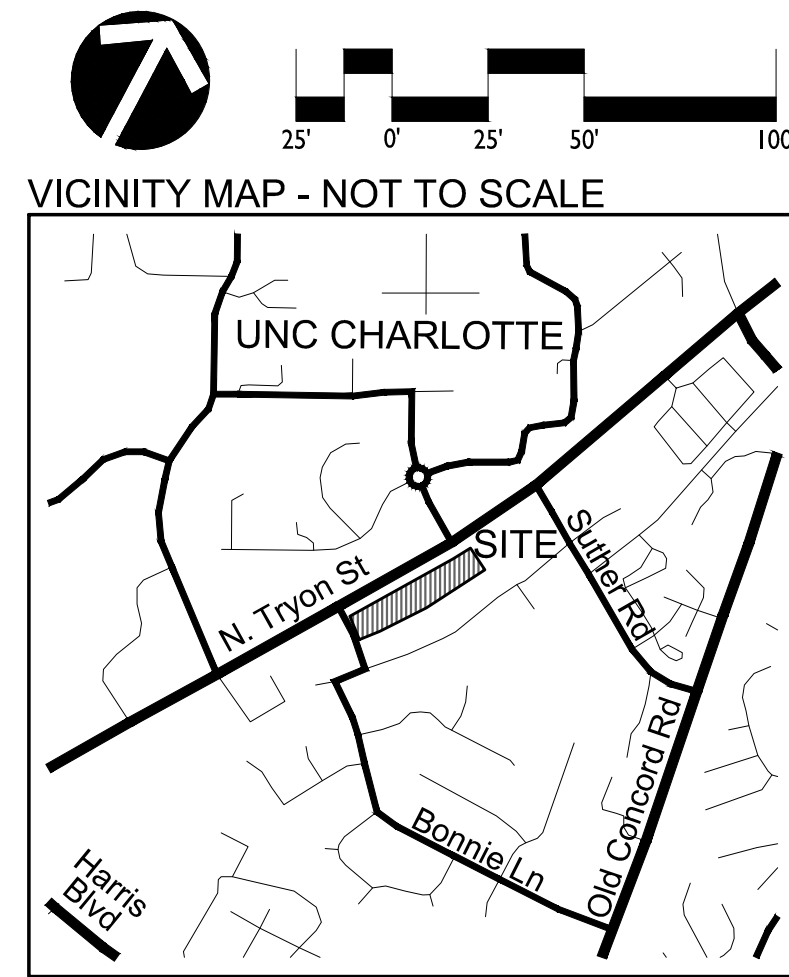 25' 0' 25' 50' 100
VICINITY MAP - NOT TO SCALE
UNC CHARLOTTE
SITE
Suther Rd
N. Tryon St
Old Concord Rd
Bonnie Ln
Harris
Blvd